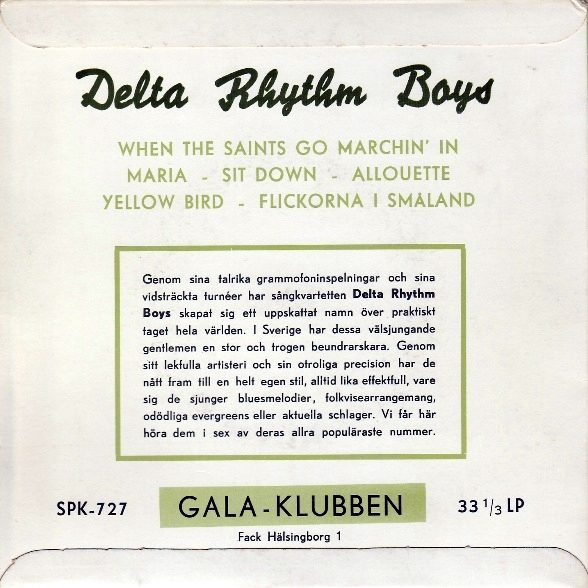 Delta Rhythm Boys
WHEN THE SAINTS GO MARCHIN' IN
MARIA - SIT DOWN - ALLOUETTE
YELLOW BIRD - FLICKORNA I SMÅLAND
Genom sina talrika grammofoninspelningar och sina
vidsträckta turnéer har sångkvartetten Delta Rhythm
Boys skapat sig ett uppskattat namn över praktiskt
taget hela världen. I Sverige har dessa välsjungande
gentlemen en stor och trogen beundrarskara. Genom
sitt lekfulla artisteri och sin otroliga precision har de
nått fram till en helt egen stil, alltid lika effektfull, vare
sig de sjunger bluesmelodier, folkvisearrangemang,
odödliga evergreens eller aktuella schlager. Vi får här
höra dem i sex av deras allra populäraste nummer.
SPK-727 GALA-KLUBBEN 33 1/3 LP
Fack Hälsingborg 1